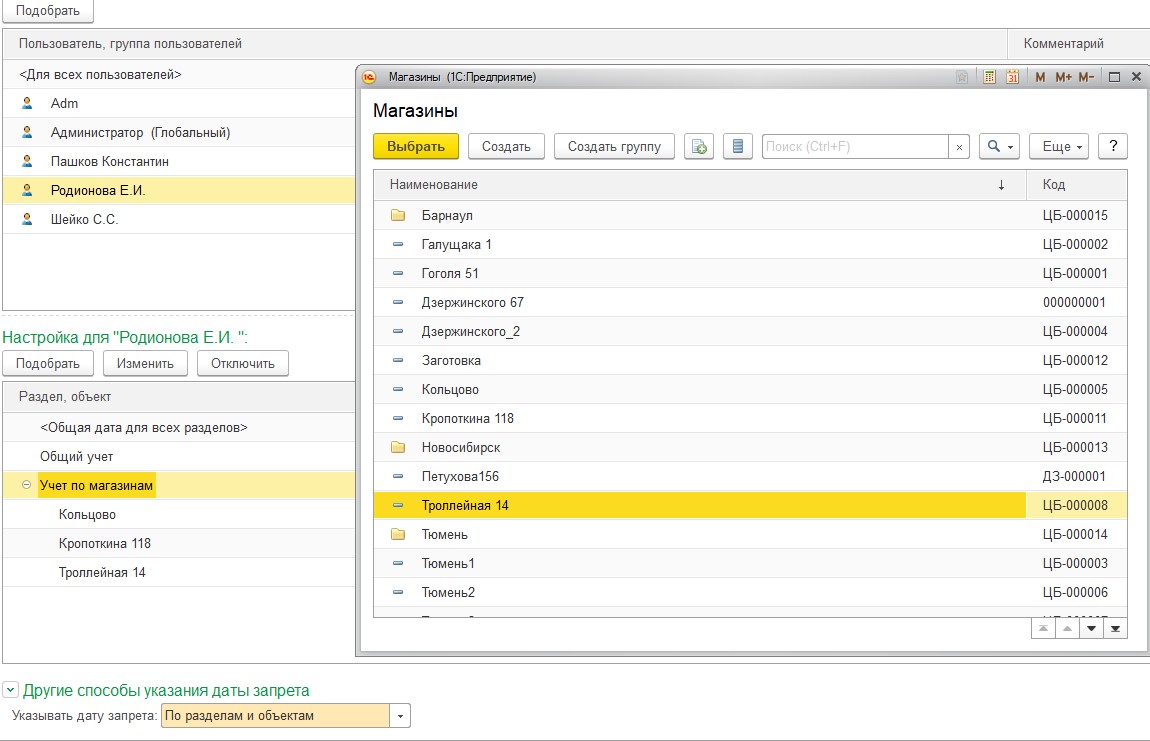 Подобрать
Пользователь, группа пользователей
Комментарий
<Для всех пользователей>
Adm
Администратор (Глобальный)
Пашков Константин
Родионова Е.И.
Шейко С.С.
Настройка для "Родионова Е.И. ":
Подобрать Изменить Отключить
Раздел, объект
<Общая дата для всех разделов>
Общий учет
Учет по магазинам
Кольцово
Кропоткина 118
Троллейная 14
Другие способы указания даты запрета
Указывать дату запрета: По разделам и объектам
1С Магазины (1С:Предприятие) 31 M M+ M-
Магазины
Выбрать Создать Создать группу Поиск (Ctrl+F) × Еще ?
Наименование ↓ Код
Барнаул ЦБ-000015
Галущака 1 ЦБ-000002
Гоголя 51 ЦБ-000001
Дзержинского 67 000000001
Дзержинского_2 ЦБ-000004
Заготовка ЦБ-000012
Кольцово ЦБ-000005
Кропоткина 118 ЦБ-000011
Новосибирск ЦБ-000013
Петухова156 ДЗ-000001
Троллейная 14 ЦБ-000008
Тюмень ЦБ-000014
Тюмень1 ЦБ-000003
Тюмень2 ЦБ-000006